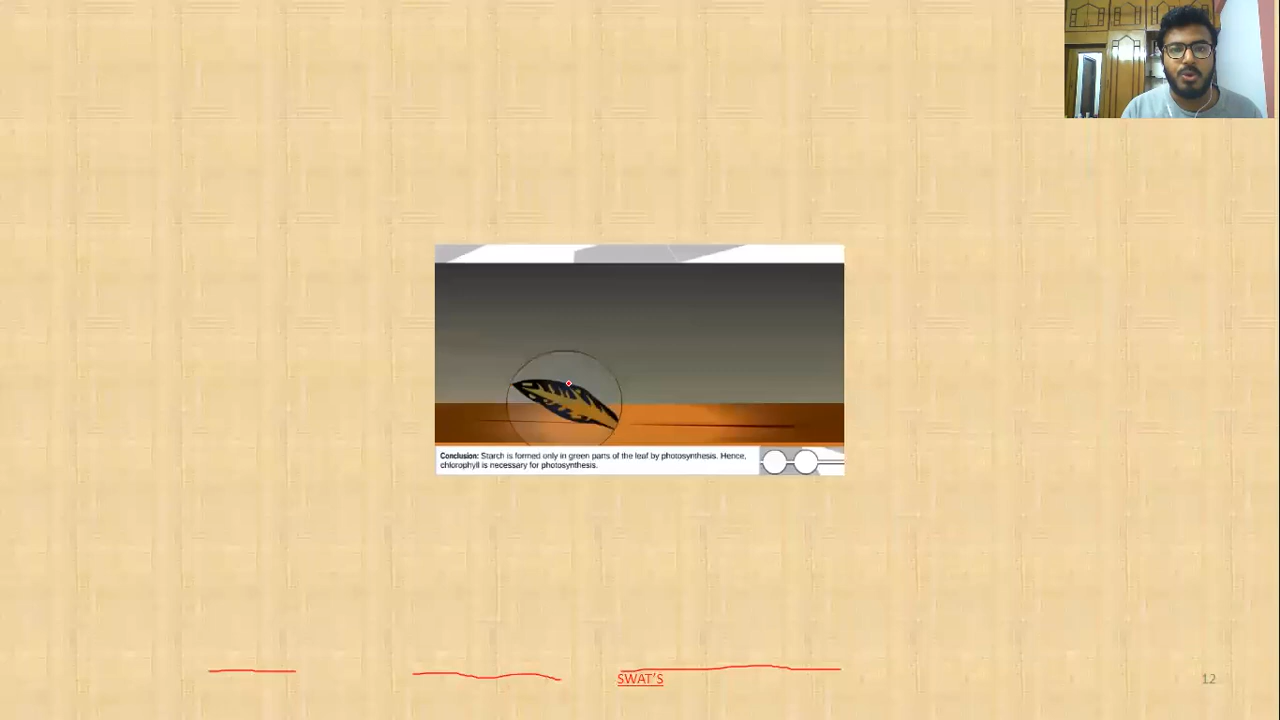 Conclusion: Starch is formed only in green parts of the leaf by photosynthesis. Hence,
chlorophyll is necessary for photosynthesis.
SWAT'S
12